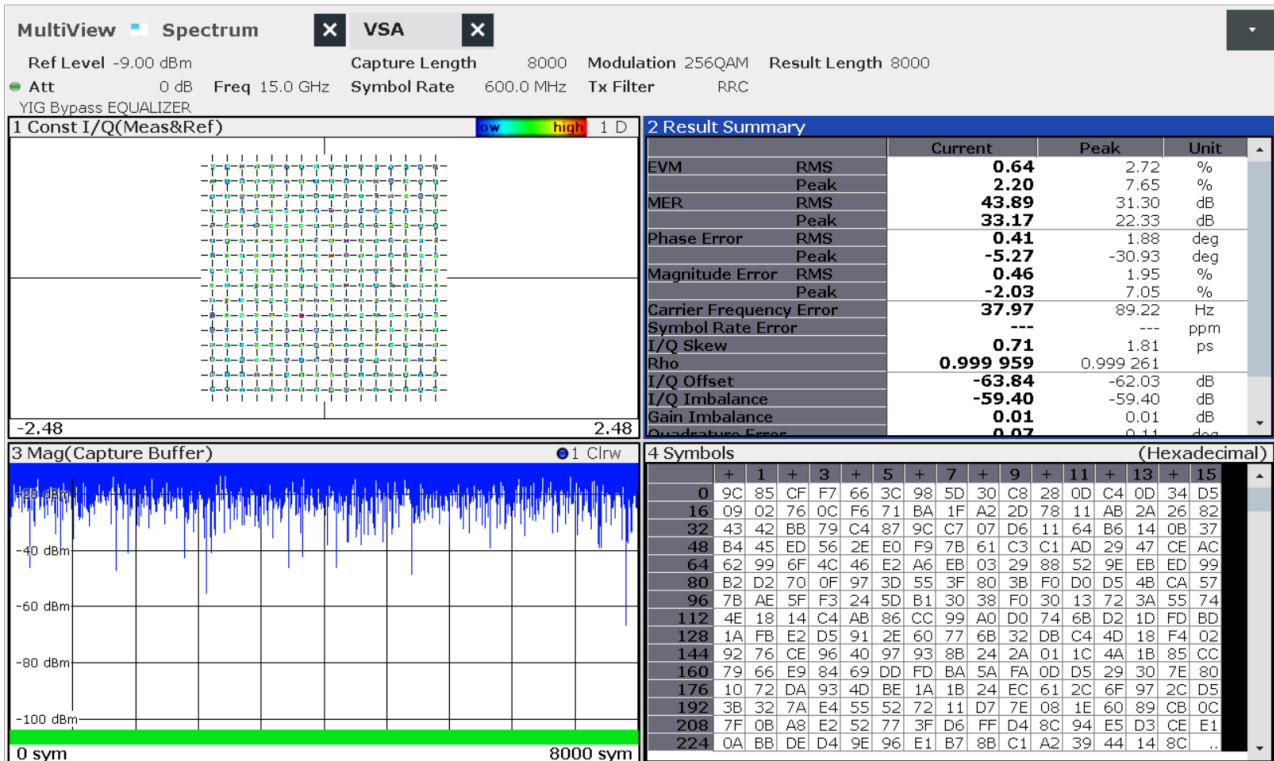 MultiView Spectrum VSA
Ref Level -9.00 dBm Capture Length 8000 Modulation 256QAM Result Length 8000
Att 0 dB Freq 15.0 GHz Symbol Rate 600.0 MHz Tx Filter RRC
YIG Bypass EQUALIZER
1 Const I/Q(Meas&Ref) low high 1 D
-2.48 2.48
2 Result Summary
Current Peak Unit
EVM RMS 0.64 2.72 %
Peak 2.20 7.65 %
MER RMS 43.89 31.30 dB
Peak 33.17 22.33 dB
Phase Error RMS 0.41 1.88 deg
Peak -5.27 -30.93 deg
Magnitude Error RMS 0.46 1.95 %
Peak -2.03 7.05 %
Carrier Frequency Error 37.97 89.22 Hz
Symbol Rate Error --- --- ppm
I/Q Skew 0.71 1.81 ps
Rho 0.999 959 0.999 261
I/Q Offset -63.84 -62.03 dB
I/Q Imbalance -59.40 -59.40 dB
Gain Imbalance 0.01 0.01 dB
Quadrature Error 0.07 0.11 deg
3 Mag(Capture Buffer) 1 Clrw
-20 dBm
-40 dBm
-60 dBm
-80 dBm
-100 dBm
0 sym 8000 sym
4 Symbols (Hexadecimal)
+ 1 + 3 + 5 + 7 + 9 + 11 + 13 + 15
0 9C 85 CF F7 66 3C 98 5D 30 C8 28 0D C4 0D 34 D5
16 09 02 76 0C F6 71 BA 1F A2 2D 78 11 AB 2A 26 82
32 43 42 BB 79 C4 87 9C C7 07 D6 11 64 B6 14 0B 37
48 B4 45 ED 56 2E E0 F9 7B 61 C3 C1 AD 29 47 CE AC
64 62 99 6F 4C 46 E2 A6 EB 03 29 88 52 9E EB ED 99
80 B2 D2 70 0F 97 3D 55 3F 80 3B F0 D0 D5 4B CA 57
96 7B AE 5F F3 24 5D B1 30 38 F0 30 13 72 3A 55 74
112 4E 18 14 C4 AB 86 CC 99 A0 D0 74 6B D2 1D FD BD
128 1A FB E2 D5 91 2E 60 77 6B 32 DB C4 4D 18 F4 02
144 92 76 CE 96 40 97 93 8B 24 2A 01 1C 4A 1B 85 CC
160 79 66 E9 84 69 DD FD BA 5A FA 0D D5 29 30 7E 80
176 10 72 DA 93 4D BE 1A 1B 24 EC 61 2C 6F 97 2C D5
192 3B 32 7A E4 55 52 72 11 D7 7E 08 1E 60 89 CB 0C
208 7F 0B A8 E2 52 77 3F D6 FF D4 8C 94 E5 D3 CE E1
224 0A BB DE D4 9E 96 E1 B7 8B C1 A2 39 44 14 8C ..